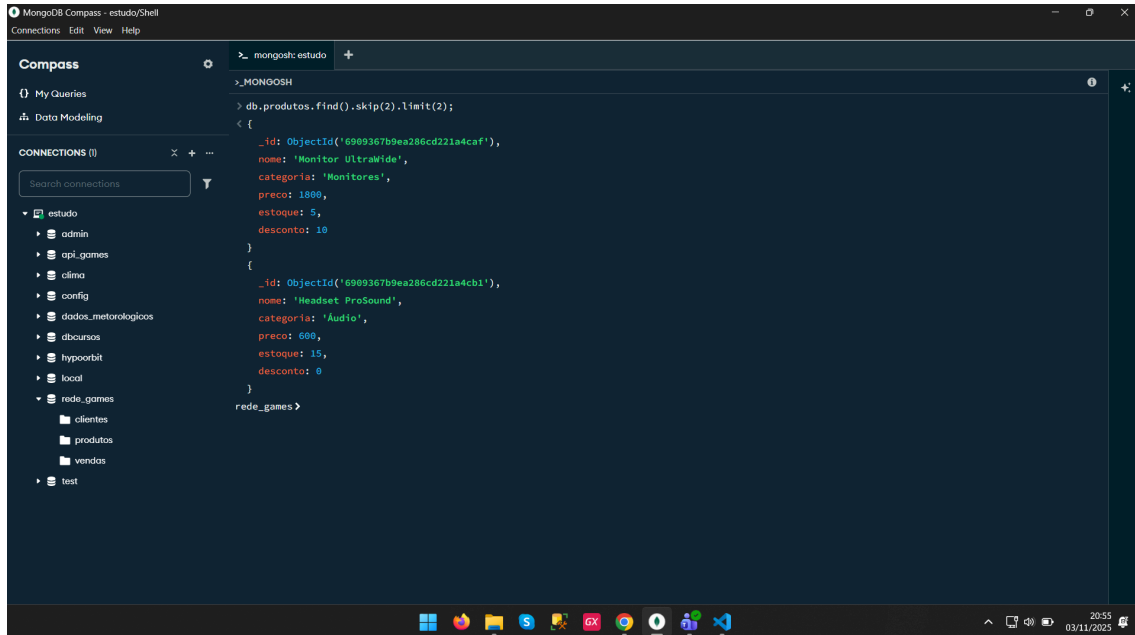 MongoDB Compass - estudo/Shell
Connections Edit View Help
Compass
{} My Queries
Data Modeling
CONNECTIONS (1)
Search connections
estudo
admin
api_games
clima
config
dados_metorologicos
dbcursos
hypoorbit
local
rede_games
clientes
produtos
vendas
test
>_ mongosh: estudo +
>_MONGOSH
> db.produtos.find().skip(2).limit(2);
< {
_id: ObjectId('6909367b9ea286cd221a4caf'),
nome: 'Monitor UltraWide',
categoria: 'Monitores',
preco: 1800,
estoque: 5,
desconto: 10
}
{
_id: ObjectId('6909367b9ea286cd221a4cb1'),
nome: 'Headset ProSound',
categoria: 'Áudio',
preco: 600,
estoque: 15,
desconto: 0
}
rede_games>
S
GX
20:55
03/11/2025